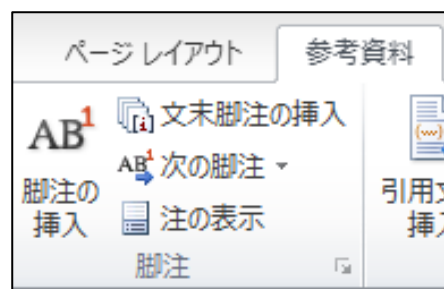 ページ レイアウト
参考資料
AB1
脚注の
挿入
文末脚注の挿入
AB1 次の脚注
注の表示
脚注
引用文
挿入